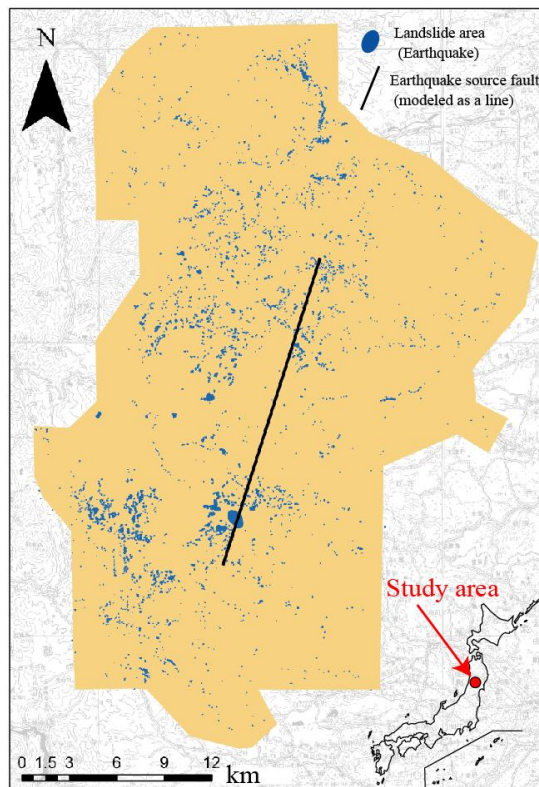 N
Landslide area
(Earthquake)
Earthquake source fault
(modeled as a line)
Study area
0 1.5 3 6 9 12
km